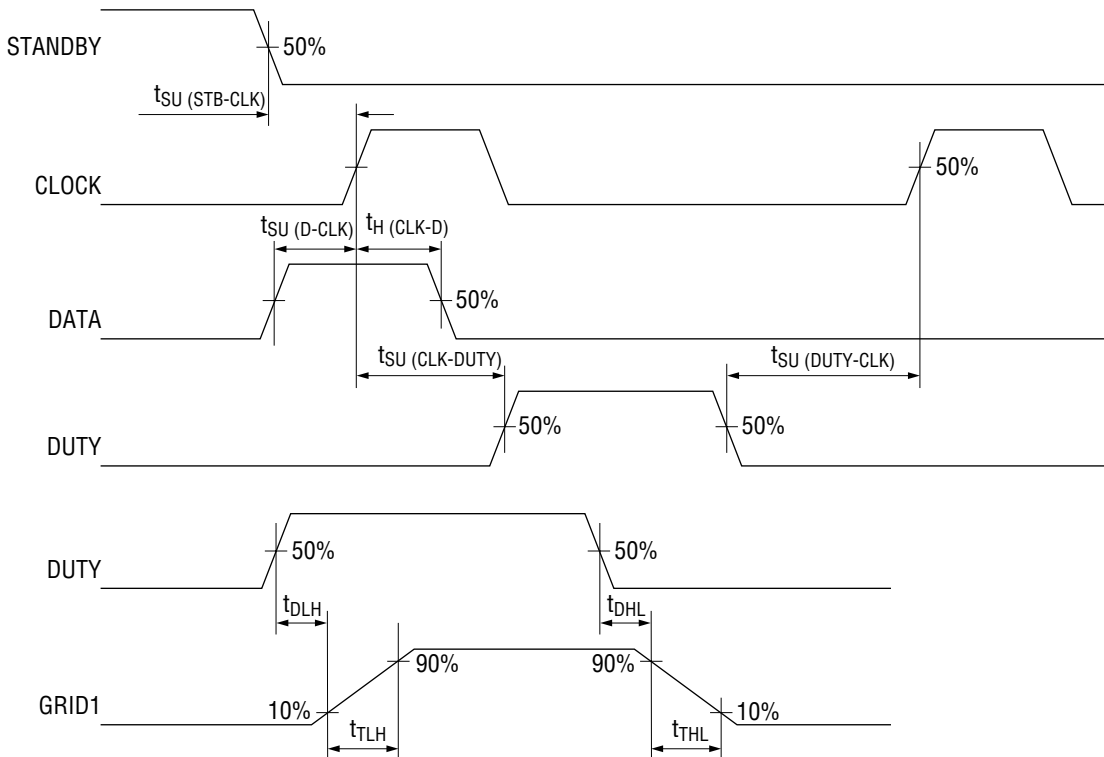 STANDBY
50%
tSU (STB-CLK)
CLOCK
50%
tSU (D-CLK)
tH (CLK-D)
DATA
50%
tSU (CLK-DUTY)
tSU (DUTY-CLK)
DUTY
50%
50%
DUTY
50%
50%
tDLH
tDHL
GRID1
10%
90%
90%
10%
tTLH
tTHL